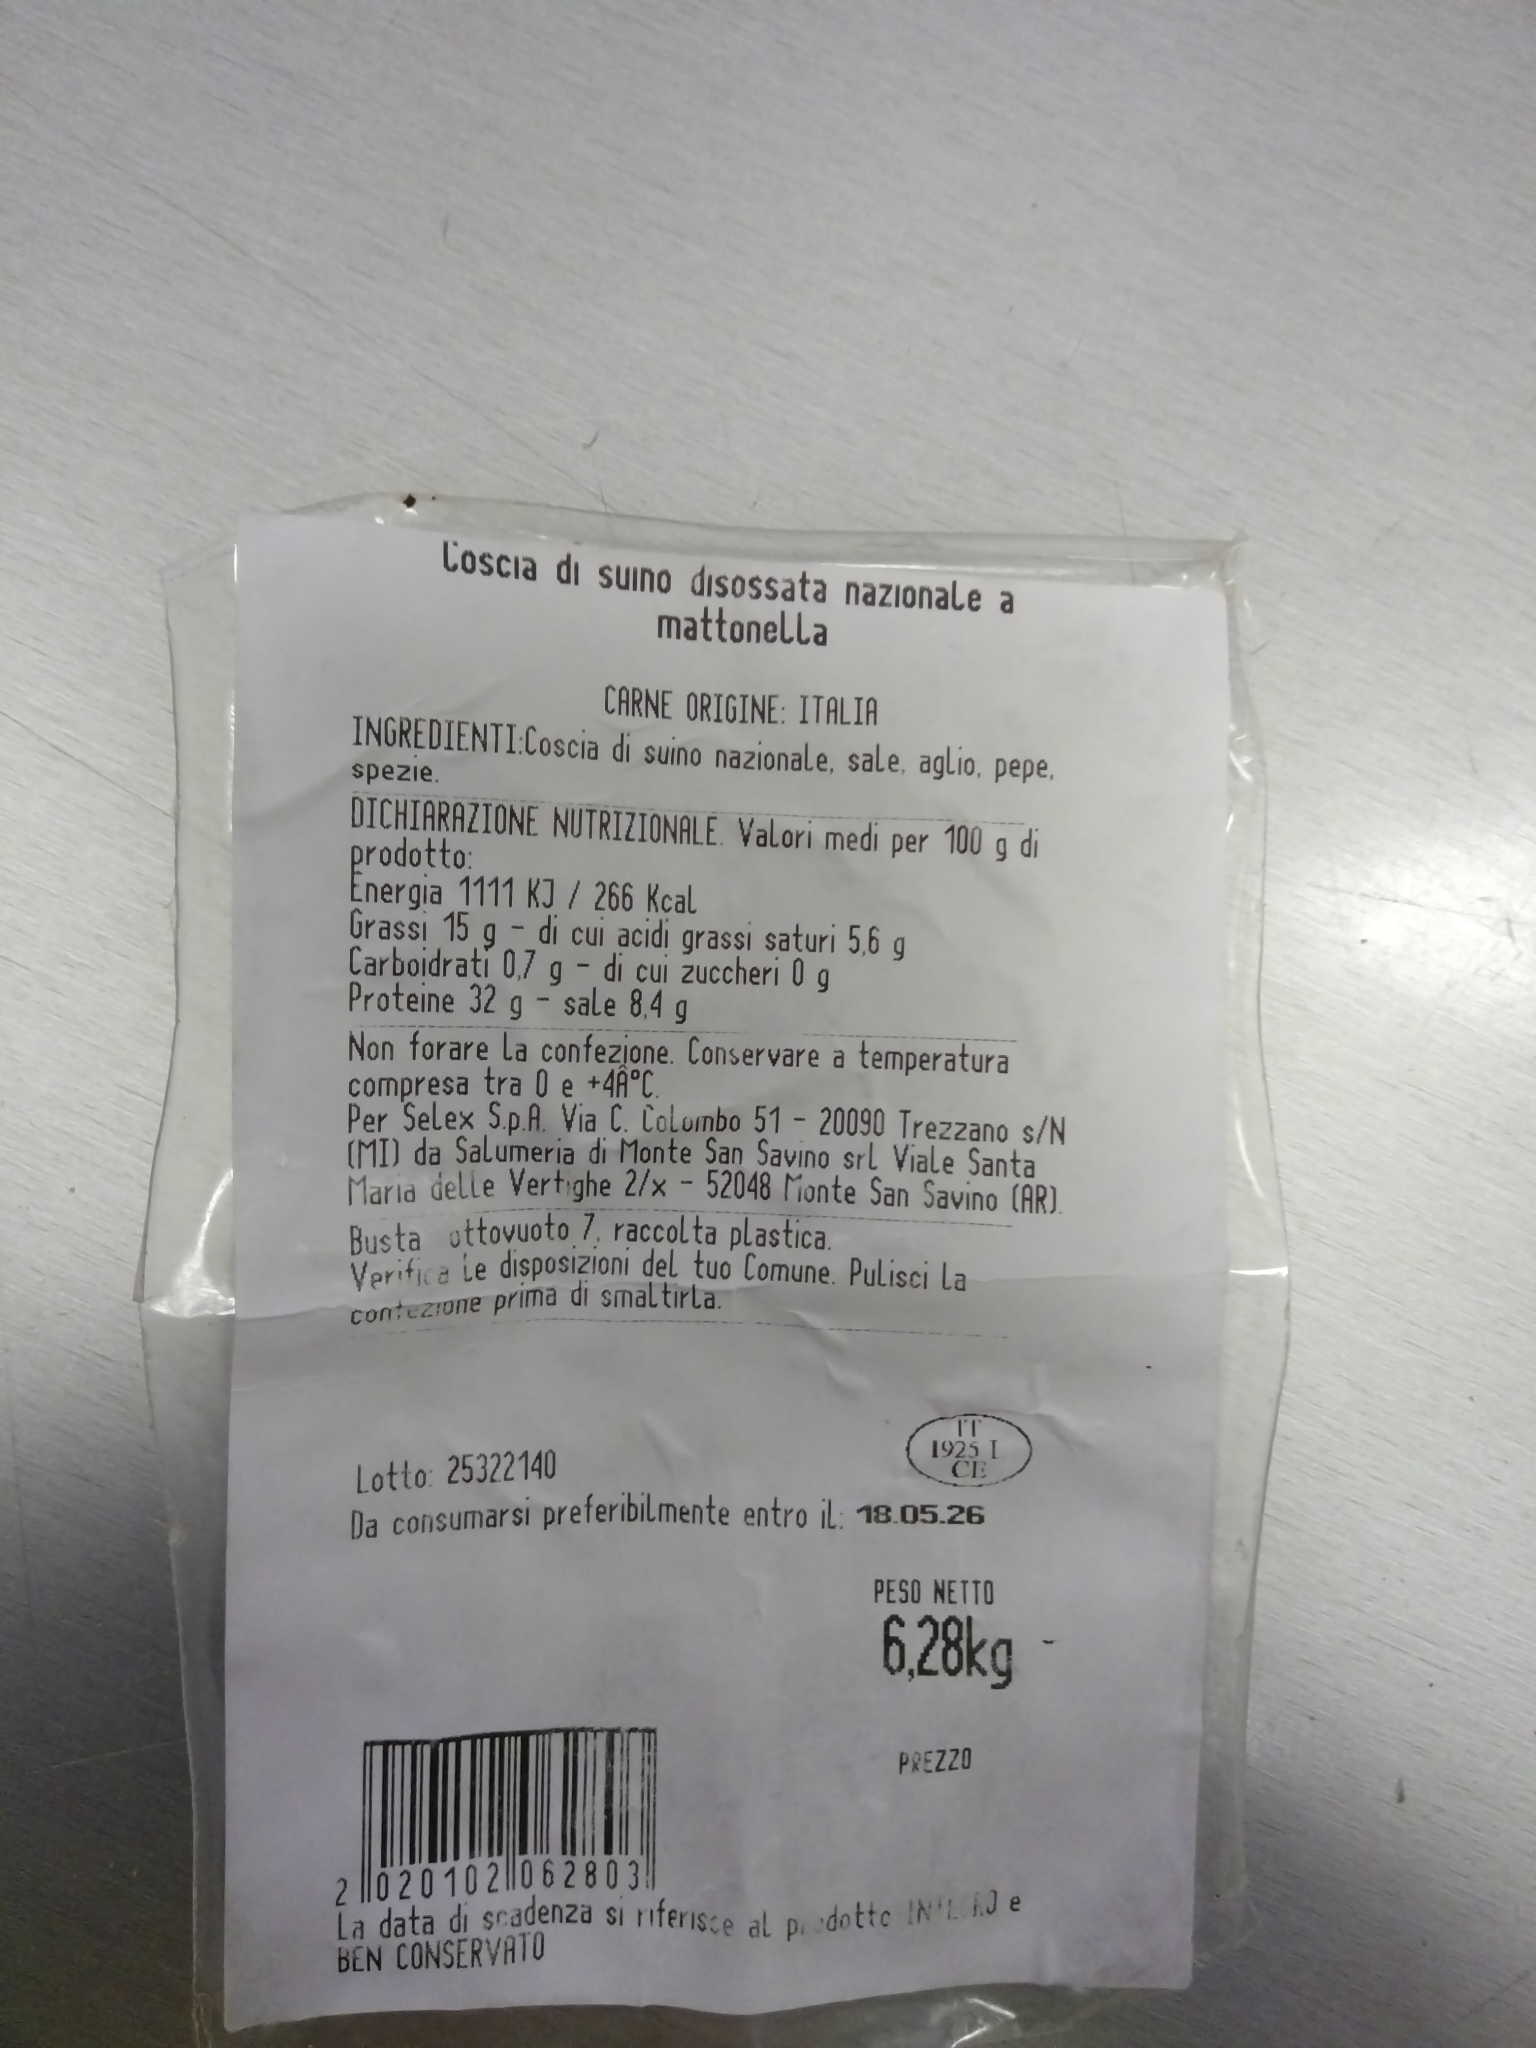 Coscia di suino disossata nazionale a
mattonella
CARNE ORIGINE: ITALIA
INGREDIENTI:Coscia di suino nazionale, sale, aglio, pepe,
spezie.
DICHIARAZIONE NUTRIZIONALE. Valori medi per 100 g di
prodotto:
Energia 1111 KJ / 266 Kcal
Grassi 15 g - di cui acidi grassi saturi 5,6 g
Carboidrati 0,7 g - di cui zuccheri 0 g
Proteine 32 g - sale 8,4 g
Non forare la confezione. Conservare a temperatura
compresa tra 0 e +4Â°C.
Per Selex S.p.A. Via C. Colombo 51 - 20090 Trezzano s/N
(MI) da Salumeria di Monte San Savino srl Viale Santa
Maria delle Vertighe 2/x - 52048 Monte San Savino (AR).
Busta ottovuoto 7, raccolta plastica.
Verifica le disposizioni del tuo Comune. Pulisci la
confezione prima di smaltirla.
IT
1925 L
CE
Lotto: 25322140
Da consumarsi preferibilmente entro il: 18.05.26
PESO NETTO
6,28kg
PREZZO
2 020102 062803
La data di scadenza si riferisce al prodotto INTERO e
BEN CONSERVATO